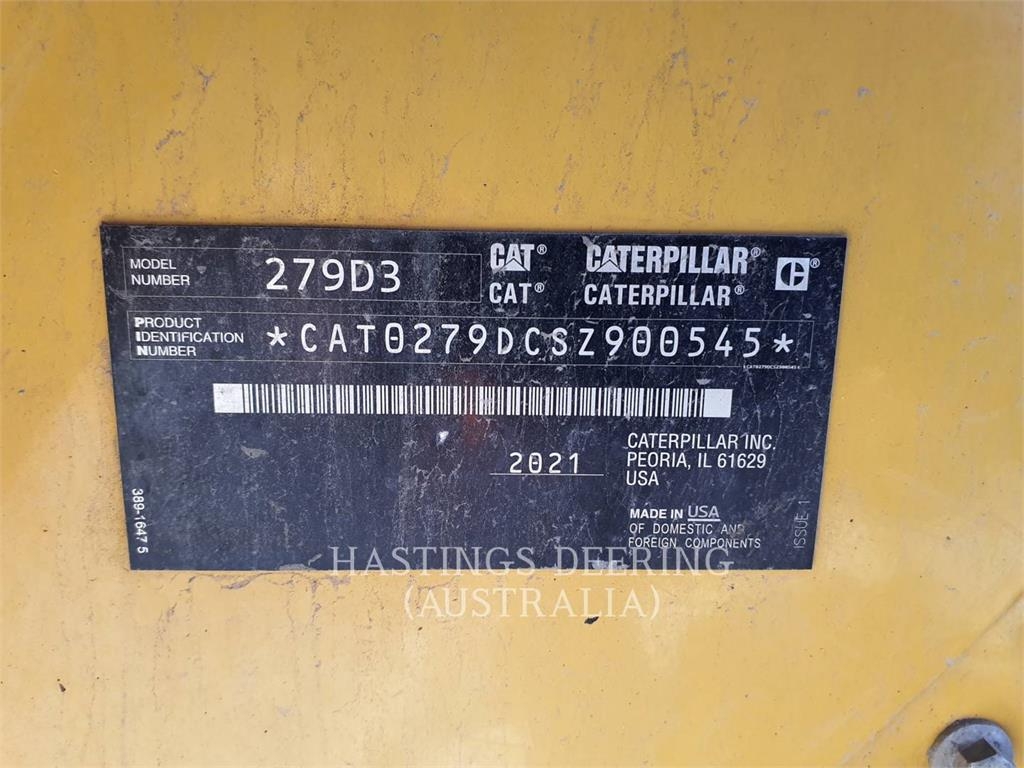 MODEL
NUMBER
279D3
CAT® CATERPILLAR® C®
CAT® CATERPILLAR®
PRODUCT
IDENTIFICATION
NUMBER
*CAT0279DCSZ900545*
*CAT0279DCSZ900545*
2021
CATERPILLAR INC.
PEORIA, IL 61629
USA
MADE IN USA
OF DOMESTIC AND
FOREIGN COMPONENTS
389-1647 5
ISSUE 1
HASTINGS DEERING
(AUSTRALIA)